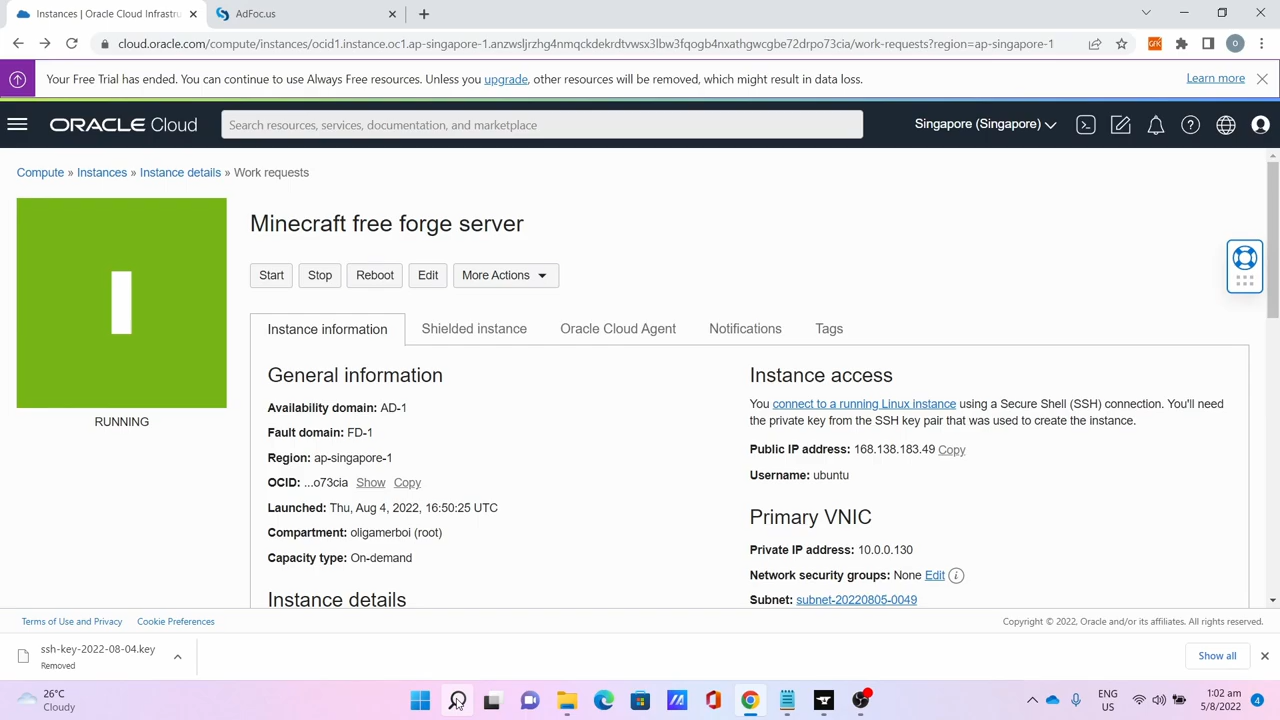 Instances | Oracle Cloud Infrastru
AdFoc.us
cloud.oracle.com/compute/instances/ocid1.instance.oc1.ap-singapore-1.anzwsljrzhg4nmqckdekrdtvwsx3lbw3fqogb4mxathgwcgbe72drpo73cia/work-requests?region=ap-singapore-1
Your Free Trial has ended. You can continue to use Always Free resources. Unless you upgrade, other resources will be removed, which might result in data loss.
Learn more
ORACLE Cloud
Search resources, services, documentation, and marketplace
Singapore (Singapore)
Compute » Instances » Instance details » Work requests
Minecraft free forge server
Start Stop Reboot Edit More Actions
RUNNING
Instance information Shielded instance Oracle Cloud Agent Notifications Tags
General information
Availability domain: AD-1
Fault domain: FD-1
Region: ap-singapore-1
OCID: ...o73cia Show Copy
Launched: Thu, Aug 4, 2022, 16:50:25 UTC
Compartment: oligamerboi (root)
Capacity type: On-demand
Instance details
Instance access
You connect to a running Linux instance using a Secure Shell (SSH) connection. You'll need
the private key from the SSH key pair that was used to create the instance.
Public IP address: 168.138.183.49 Copy
Username: ubuntu
Primary VNIC
Private IP address: 10.0.0.130
Network security groups: None Edit
Subnet: subnet-20220805-0049
Terms of Use and Privacy Cookie Preferences
Copyright © 2022, Oracle and/or its affiliates. All rights reserved.
ssh-key-2022-08-04.key
Removed
Show all
26°C
Cloudy
ENG
US
1:02 am
5/8/2022
4